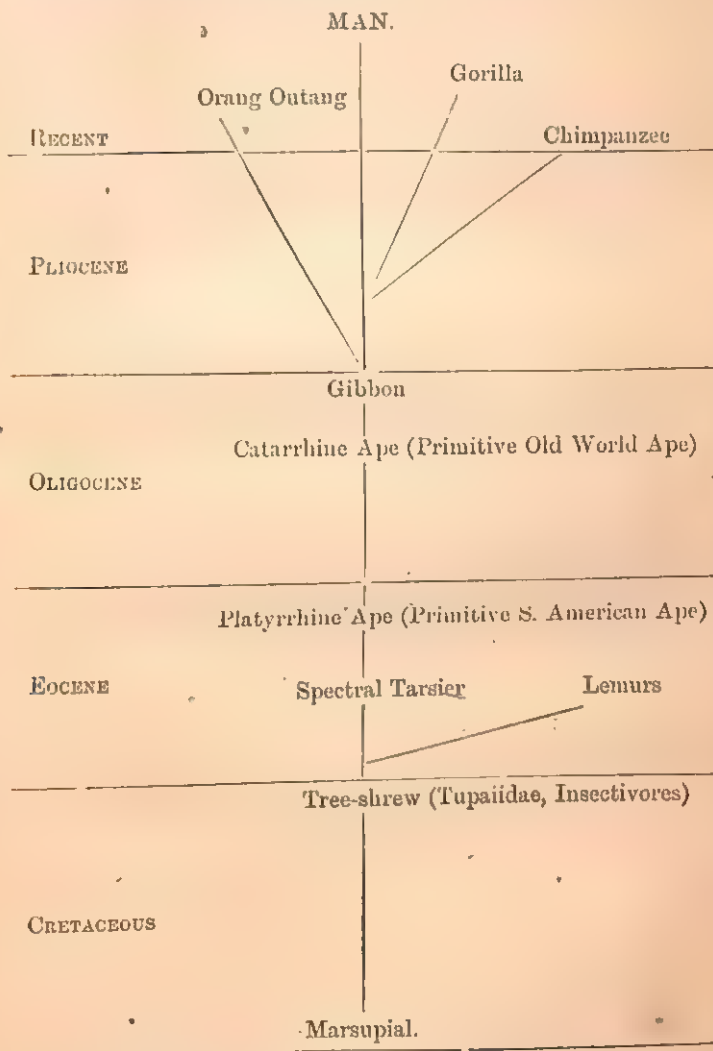 MAN.
Gorilla
Orang Outang
RECENT
Chimpanzee
PLIOCENE
Gibbon
Catarrhine Ape (Primitive Old World Ape)
OLIGOCENE
Platyrrhine Ape (Primitive S. American Ape)
EOCENE Spectral Tarsier Lemurs
Tree-shrew (Tupaiidae, Insectivores)
CRETACEOUS
Marsupial.